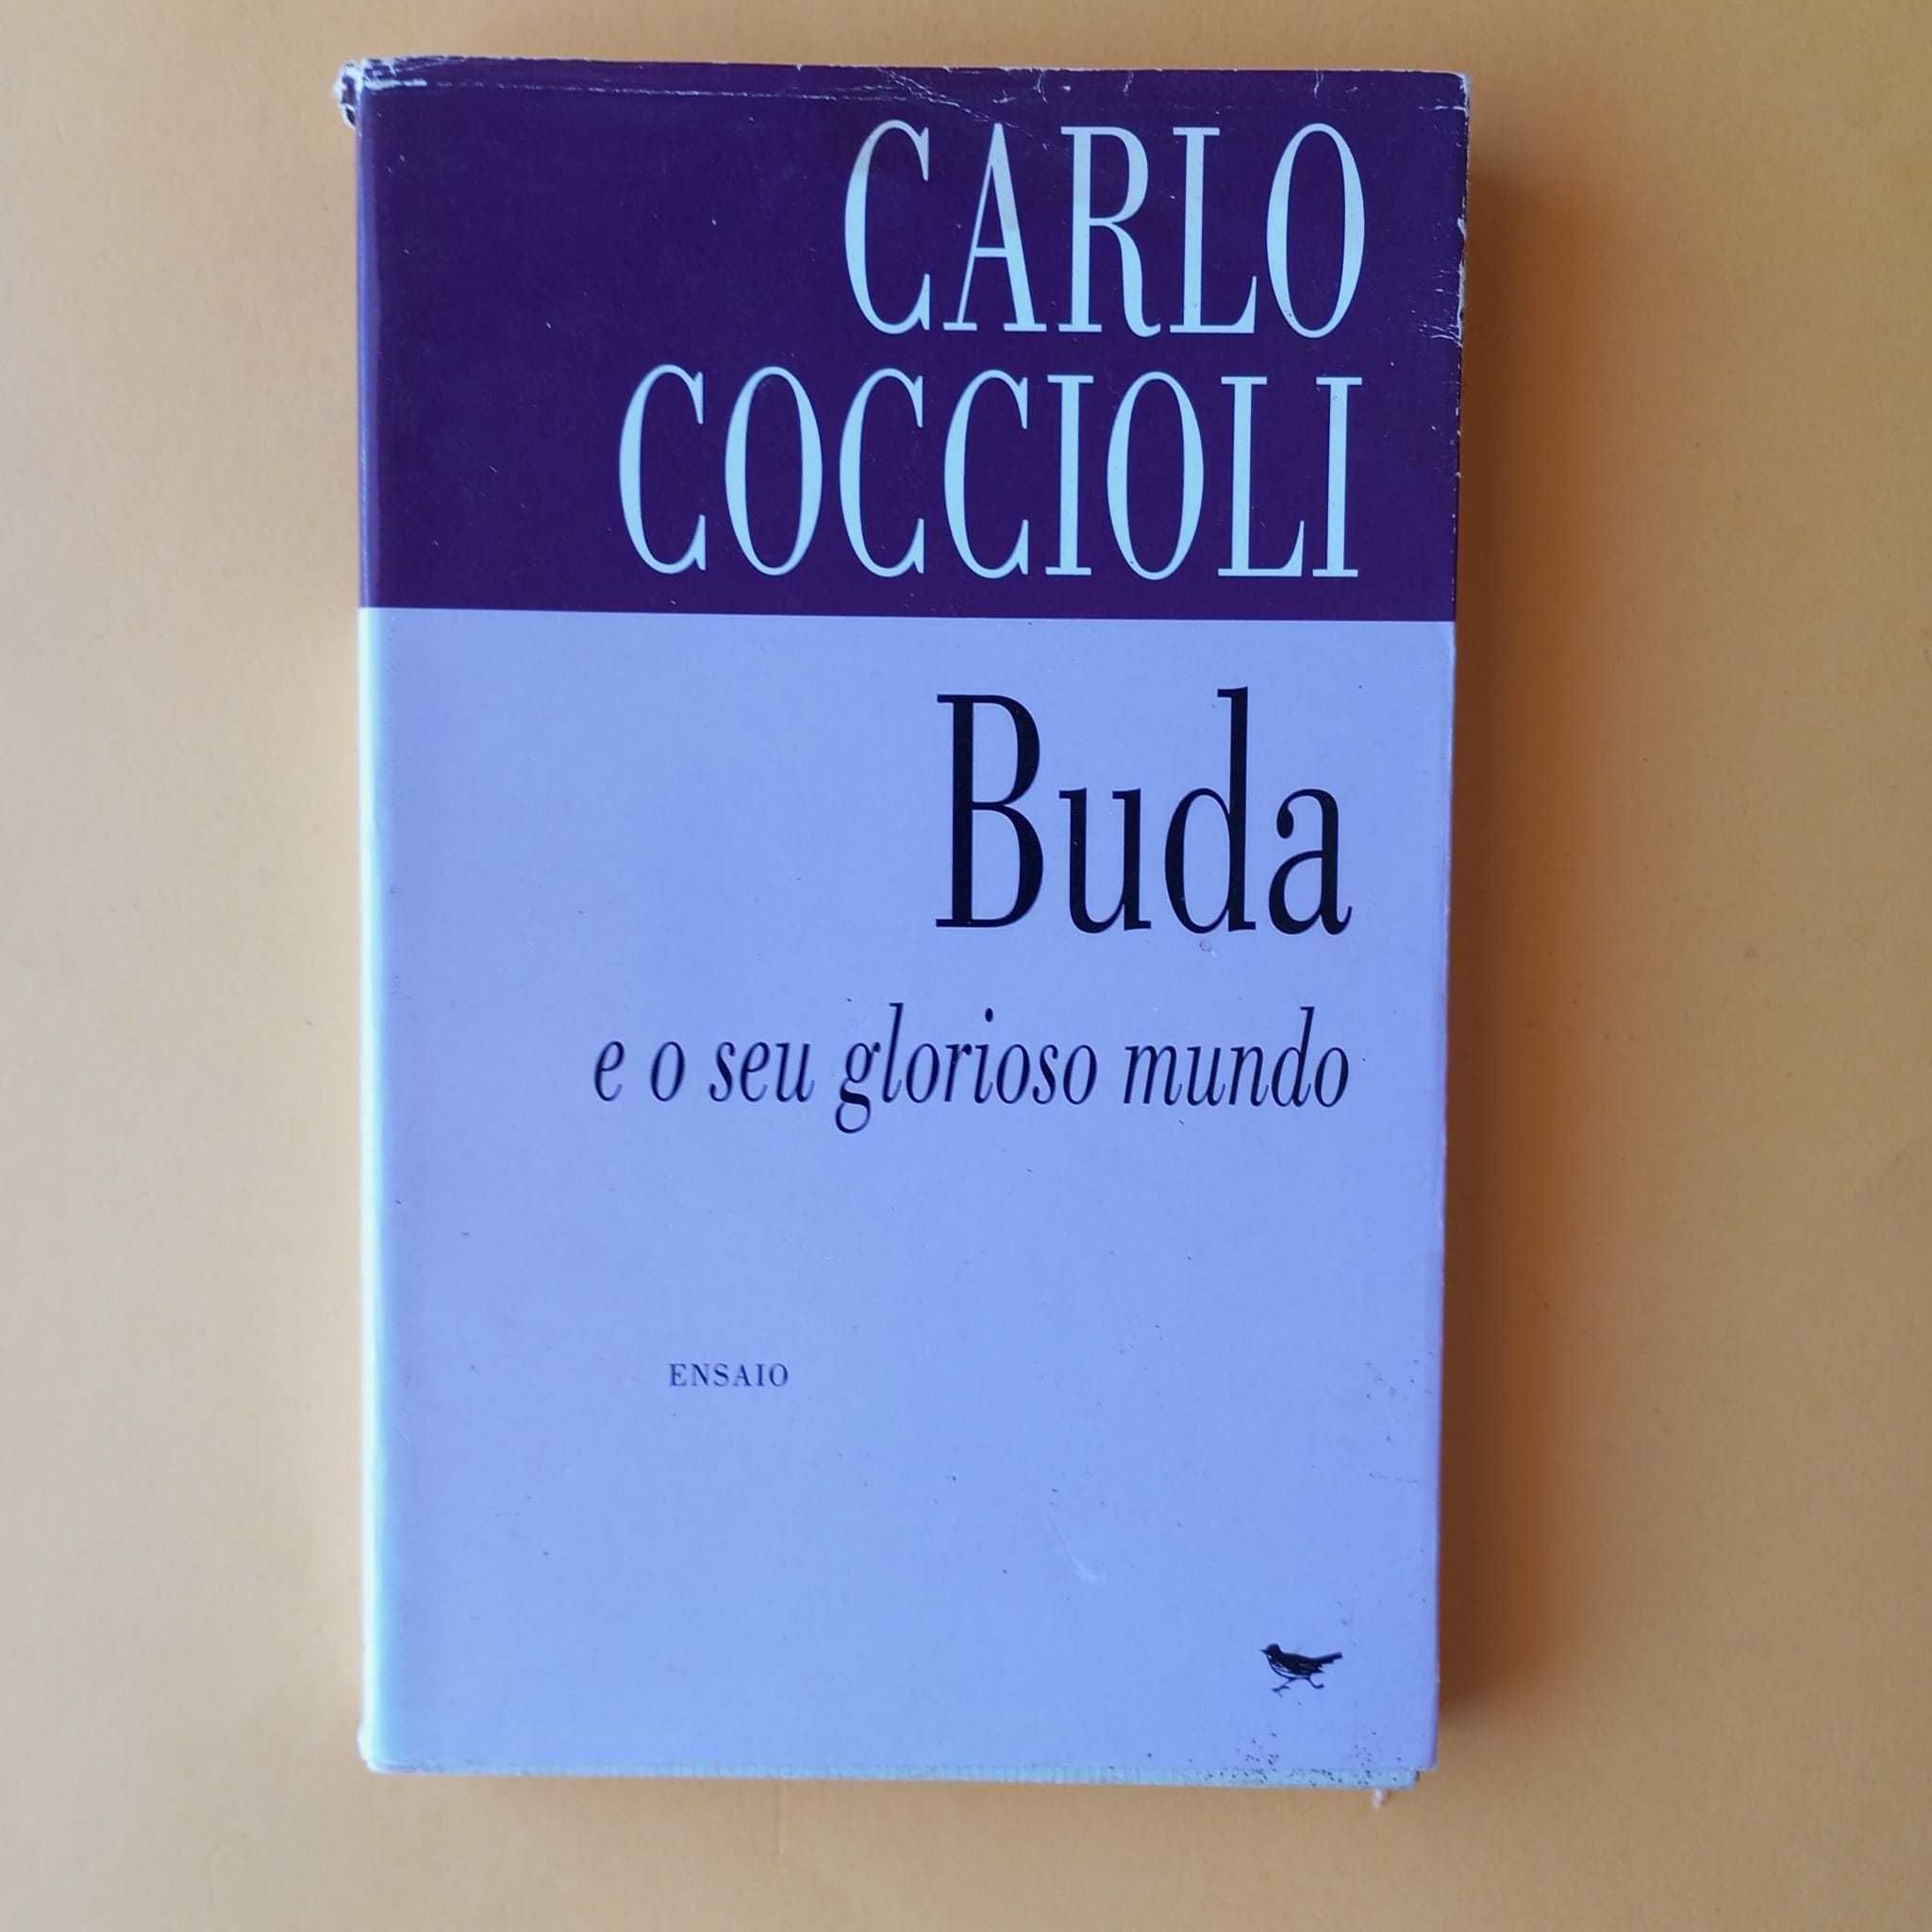 CARLO
COCCIOLI
Buda
e o seu glorioso mundo
ENSAIO